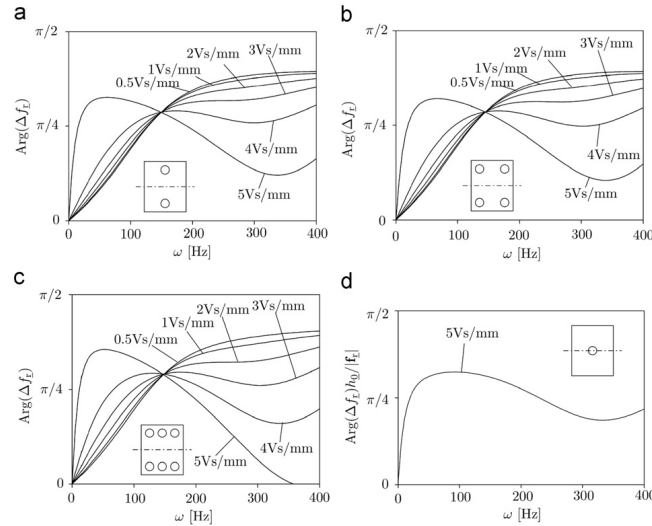 a
π/2
π/4
0
Arg(Δf_r)
0.5Vs/mm
1Vs/mm
2Vs/mm
3Vs/mm
4Vs/mm
5Vs/mm
0 100 200 300 400
ω [Hz]
b
π/2
π/4
0
Arg(Δf_r)
0.5Vs/mm
1Vs/mm
2Vs/mm
3Vs/mm
4Vs/mm
5Vs/mm
0 100 200 300 400
ω [Hz]
c
π/2
π/4
0
Arg(Δf_r)
0.5Vs/mm
1Vs/mm
2Vs/mm
3Vs/mm
4Vs/mm
5Vs/mm
0 100 200 300 400
ω [Hz]
d
π/2
π/4
0
Arg(Δf_r)h_0/|f_r|
5Vs/mm
0 100 200 300 400
ω [Hz]